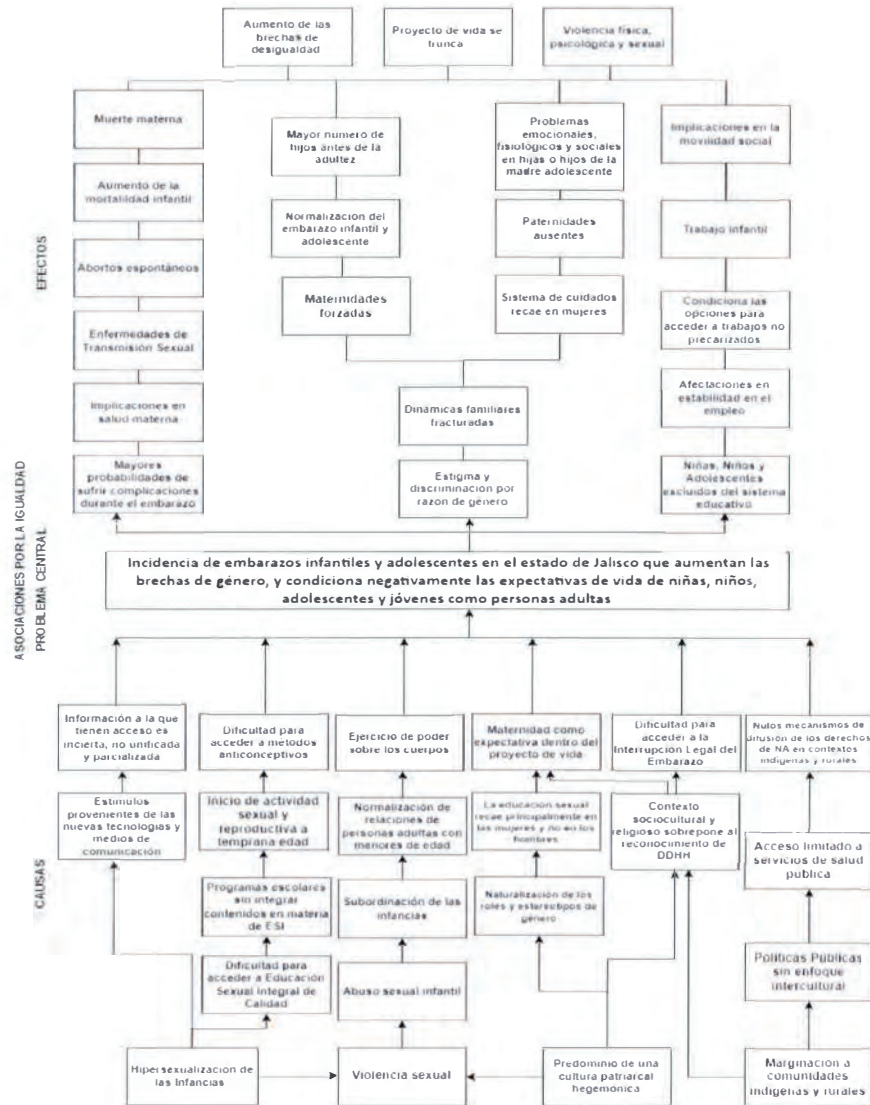 Aumento de las
brechas de
desigualdad
Proyecto de vida se
trunca
Violencia física,
psicológica y sexual
Muerte materna
Mayor numero de
hijos antes de la
adultez
Problemas
emocionales,
fisiológicos y sociales
en hijas o hijos de la
madre adolescente
Implicaciones en la
movilidad social
Aumento de la
mortalidad infantil
Normalización del
embarazo infantil y
adolescente
Paternidades
ausentes
Trabajo infantil
EFECTOS
Abortos espontáneos
Maternidades
forzadas
Sistema de cuidados
recae en mujeres
Condiciona las
opciones para
acceder a trabajos no
precarizados
Enfermedades de
Transmisión Sexual
Afectaciones en
estabilidad en el
empleo
Implicaciones en
salud materna
Dinámicas familiares
fracturadas
Mayores
probabilidades de
sufrir complicaciones
durante el embarazo
Estigma y
discriminación por
razón de género
Niñas, Niños y
Adolescentes
excluidos del sistema
educativo
ASOCIACIONES POR LA IGUALDAD
PROBLEMA CENTRAL
Incidencia de embarazos infantiles y adolescentes en el estado de Jalisco que aumentan las
brechas de género, y condiciona negativamente las expectativas de vida de niñas, niños,
adolescentes y jóvenes como personas adultas
Información a la que
tienen acceso es
incierta, no unificada
y parcializada
Dificultad para
acceder a métodos
anticonceptivos
Ejercicio de poder
sobre los cuerpos
Maternidad como
expectativa dentro del
proyecto de vida
Dificultad para
acceder a la
Interrupción Legal del
Embarazo
Nulos mecanismos de
difusión de los derechos
de NA en contextos
indígenas y rurales
Estímulos
provenientes de las
nuevas tecnologías y
medios de
comunicación
Inicio de actividad
sexual y
reproductiva a
temprana edad
Normalización de
relaciones de
personas adultas con
menores de edad
La educación sexual
recae principalmente en
las mujeres y no en los
hombres
Contexto
sociocultural y
religioso sobrepone al
reconocimiento de
DDHH
Acceso limitado a
servicios de salud
publica
CAUSAS
Programas escolares
sin integrar
contenidos en materia
de ESI
Subordinación de las
infancias
Naturalización de los
roles y estereotipos de
género
Dificultad para
acceder a Educación
Sexual Integral de
Calidad
Abuso sexual infantil
Políticas Públicas
sin enfoque
intercultural
Hipersexualización de
las Infancias
Violencia sexual
Predominio de una
cultura patriarcal
hegemónica
Marginación a
comunidades
indígenas y rurales